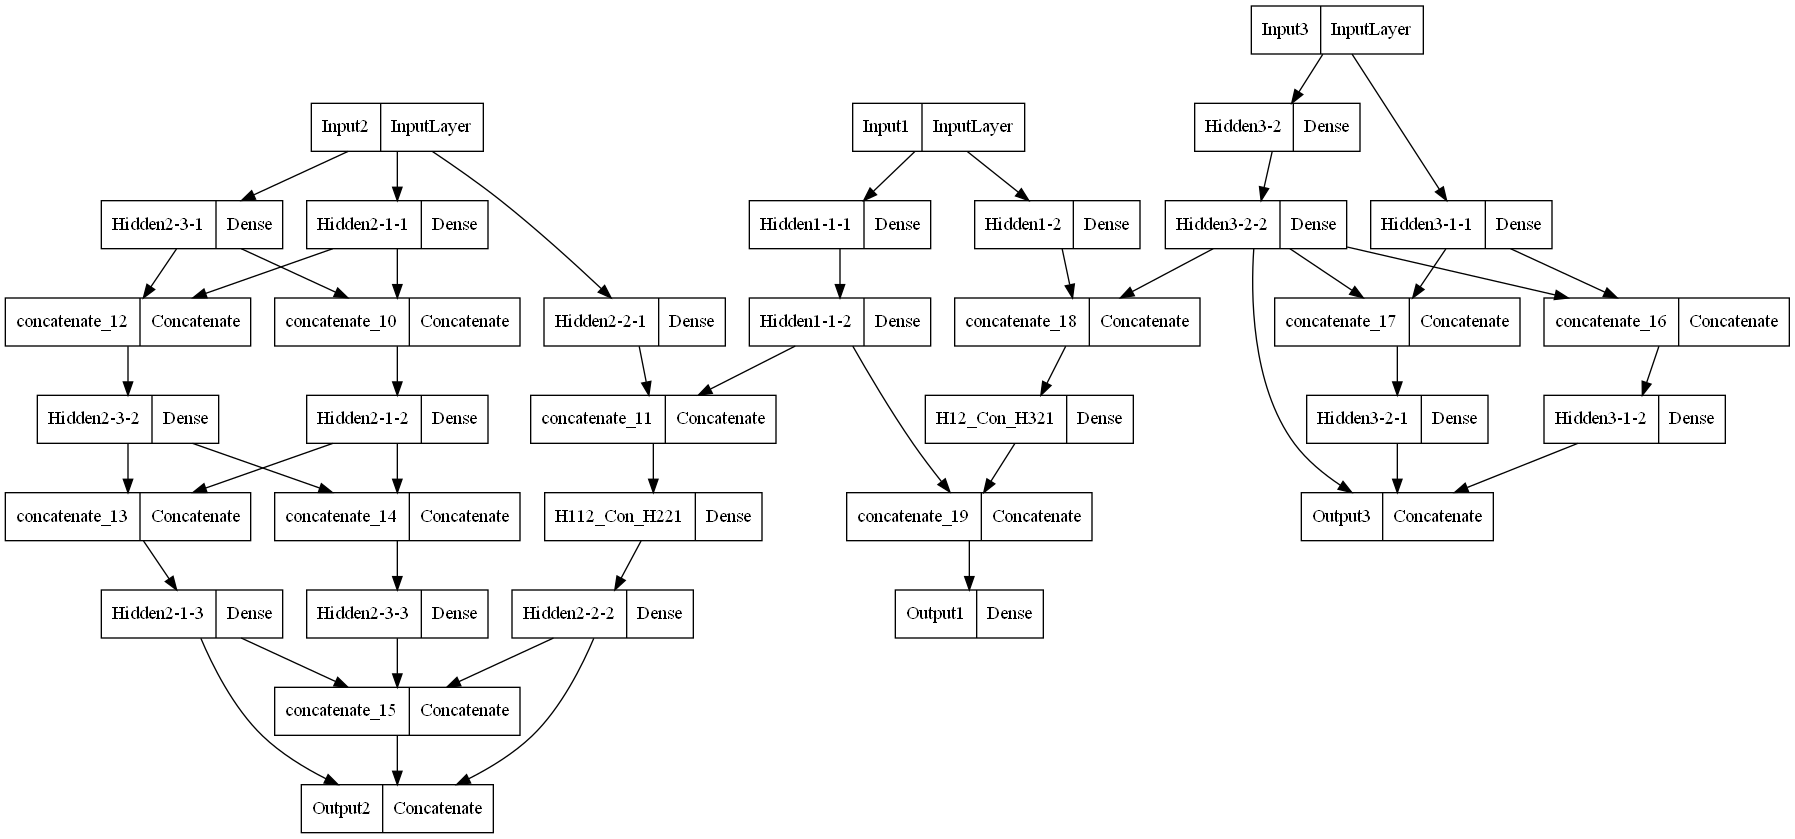 Input3 InputLayer
Input2 InputLayer
Input1 InputLayer
Hidden3-2 Dense
Hidden2-3-1 Dense
Hidden2-1-1 Dense
Hidden1-1-1 Dense
Hidden1-2 Dense
Hidden3-2-2 Dense
Hidden3-1-1 Dense
concatenate_12 Concatenate
concatenate_10 Concatenate
Hidden2-2-1 Dense
Hidden1-1-2 Dense
concatenate_18 Concatenate
concatenate_17 Concatenate
concatenate_16 Concatenate
Hidden2-3-2 Dense
Hidden2-1-2 Dense
concatenate_11 Concatenate
H12_Con_H321 Dense
Hidden3-2-1 Dense
Hidden3-1-2 Dense
concatenate_13 Concatenate
concatenate_14 Concatenate
H112_Con_H221 Dense
concatenate_19 Concatenate
Output3 Concatenate
Hidden2-1-3 Dense
Hidden2-3-3 Dense
Hidden2-2-2 Dense
Output1 Dense
concatenate_15 Concatenate
Output2 Concatenate